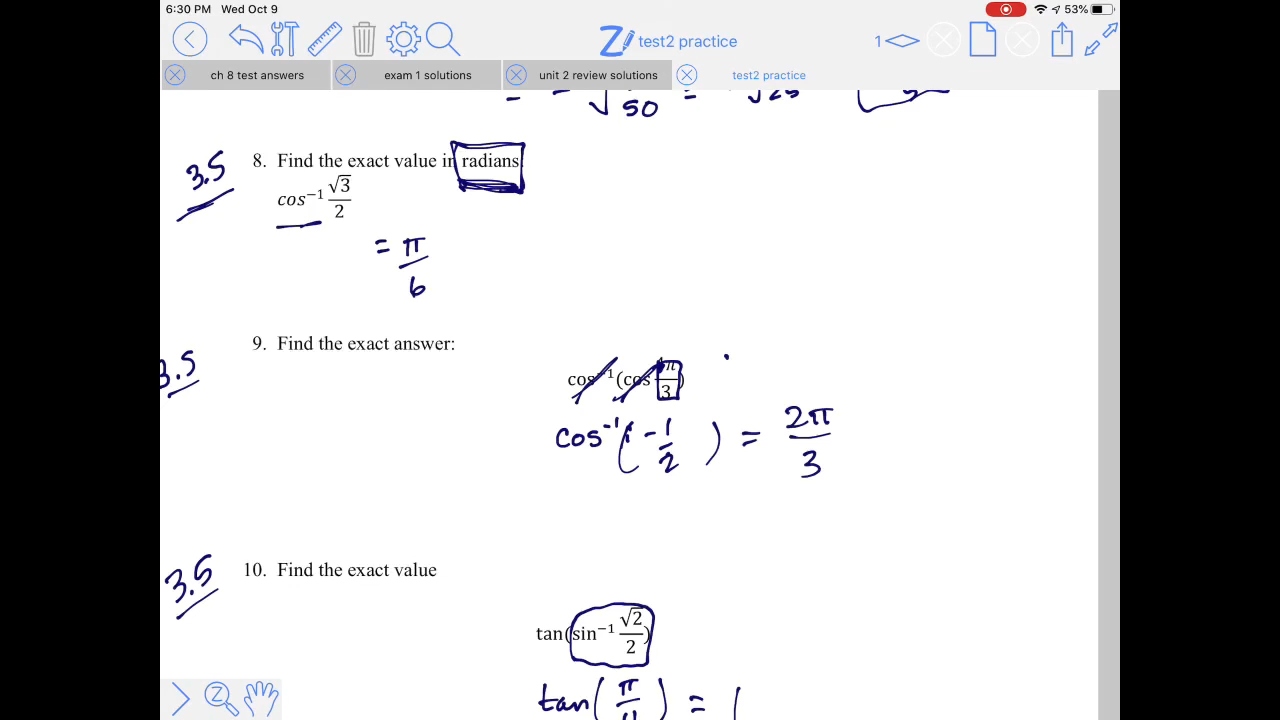 6:30 PM Wed Oct 9 53%
test2 practice 1
ch 8 test answers exam 1 solutions unit 2 review solutions test2 practice
= √50 = √25
3.5 8. Find the exact value in radians.
cos⁻¹ √3/2
= π/6
3.5 9. Find the exact answer:
cos⁻¹(cos 4π/3)
cos⁻¹(-1/2) = 2π/3
3.5 10. Find the exact value
tan(sin⁻¹ √2/2)
tan(π/4) = 1